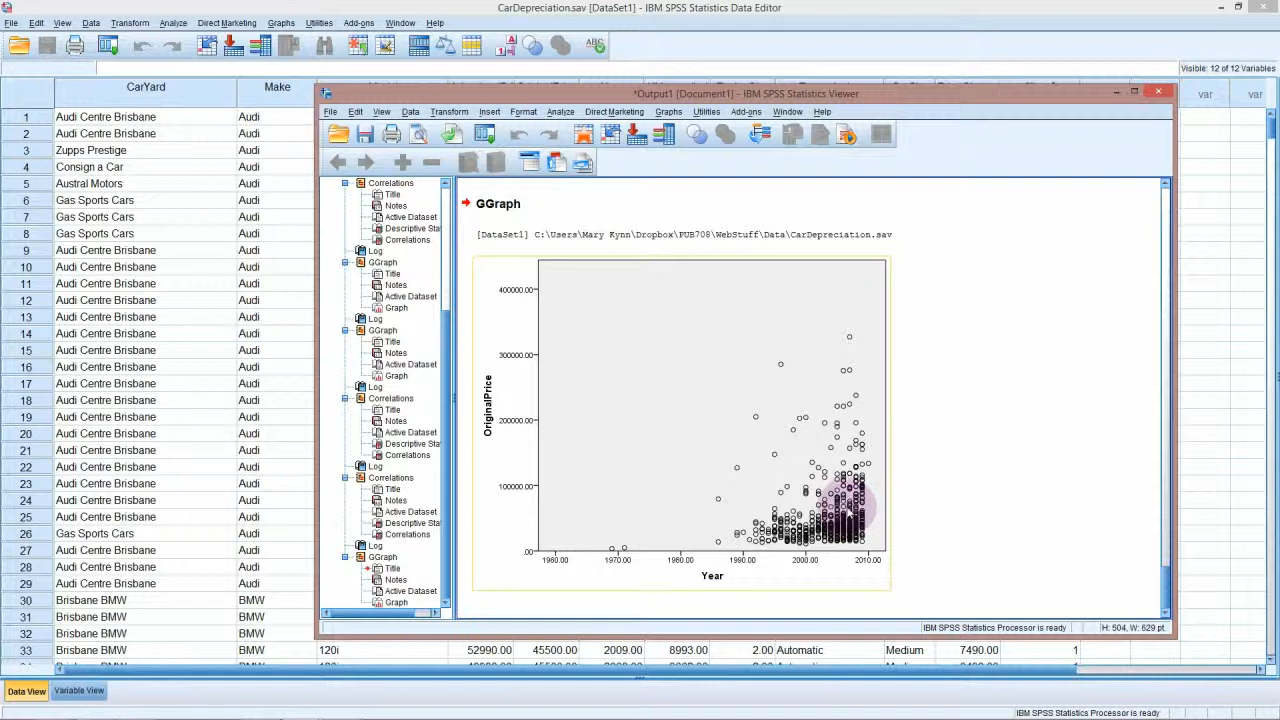 CarDepreciation.sav [DataSet1] - IBM SPSS Statistics Data Editor
File Edit View Data Transform Analyze Direct Marketing Graphs Utilities Add-ons Window Help
Visible: 12 of 12 Variables
CarYard Make var var
1 Audi Centre Brisbane Audi
2 Audi Centre Brisbane Audi
3 Zupps Prestige Audi
4 Consign a Car Audi
5 Austral Motors Audi
6 Gas Sports Cars Audi
7 Gas Sports Cars Audi
8 Gas Sports Cars Audi
9 Audi Centre Brisbane Audi
10 Audi Centre Brisbane Audi
11 Audi Centre Brisbane Audi
12 Audi Centre Brisbane Audi
13 Audi Centre Brisbane Audi
14 Audi Centre Brisbane Audi
15 Audi Centre Brisbane Audi
16 Audi Centre Brisbane Audi
17 Audi Centre Brisbane Audi
18 Audi Centre Brisbane Audi
19 Audi Centre Brisbane Audi
20 Audi Centre Brisbane Audi
21 Audi Centre Brisbane Audi
22 Audi Centre Brisbane Audi
23 Audi Centre Brisbane Audi
24 Audi Centre Brisbane Audi
25 Audi Centre Brisbane Audi
26 Gas Sports Cars Audi
27 Audi Centre Brisbane Audi
28 Audi Centre Brisbane Audi
29 Audi Centre Brisbane Audi
30 Brisbane BMW BMW
31 Brisbane BMW BMW
32 Brisbane BMW BMW
33 Brisbane BMW BMW 120i 52990.00 45500.00 2009.00 8993.00 2.00 Automatic Medium 7490.00 1
*Output1 [Document1] - IBM SPSS Statistics Viewer
File Edit View Data Transform Insert Format Analyze Direct Marketing Graphs Utilities Add-ons Window Help
Correlations
Title
Notes
Active Dataset
Descriptive Sta
Correlations
Log
GGraph
Title
Notes
Active Dataset
Graph
Log
GGraph
Title
Notes
Active Dataset
Graph
Log
Correlations
Title
Notes
Active Dataset
Descriptive Sta
Correlations
Log
Correlations
Title
Notes
Active Dataset
Descriptive Sta
Correlations
Log
GGraph
Title
Notes
Active Dataset
Graph
GGraph
[DataSet1] C:\Users\Mary Kynn\Dropbox\PUB708\WebStuff\Data\CarDepreciation.sav
400000.00
300000.00
200000.00
100000.00
.00
OriginalPrice
1960.00 1970.00 1980.00 1990.00 2000.00 2010.00
Year
IBM SPSS Statistics Processor is ready H: 504, W: 629 pt.
Data View Variable View
IBM SPSS Statistics Processor is ready